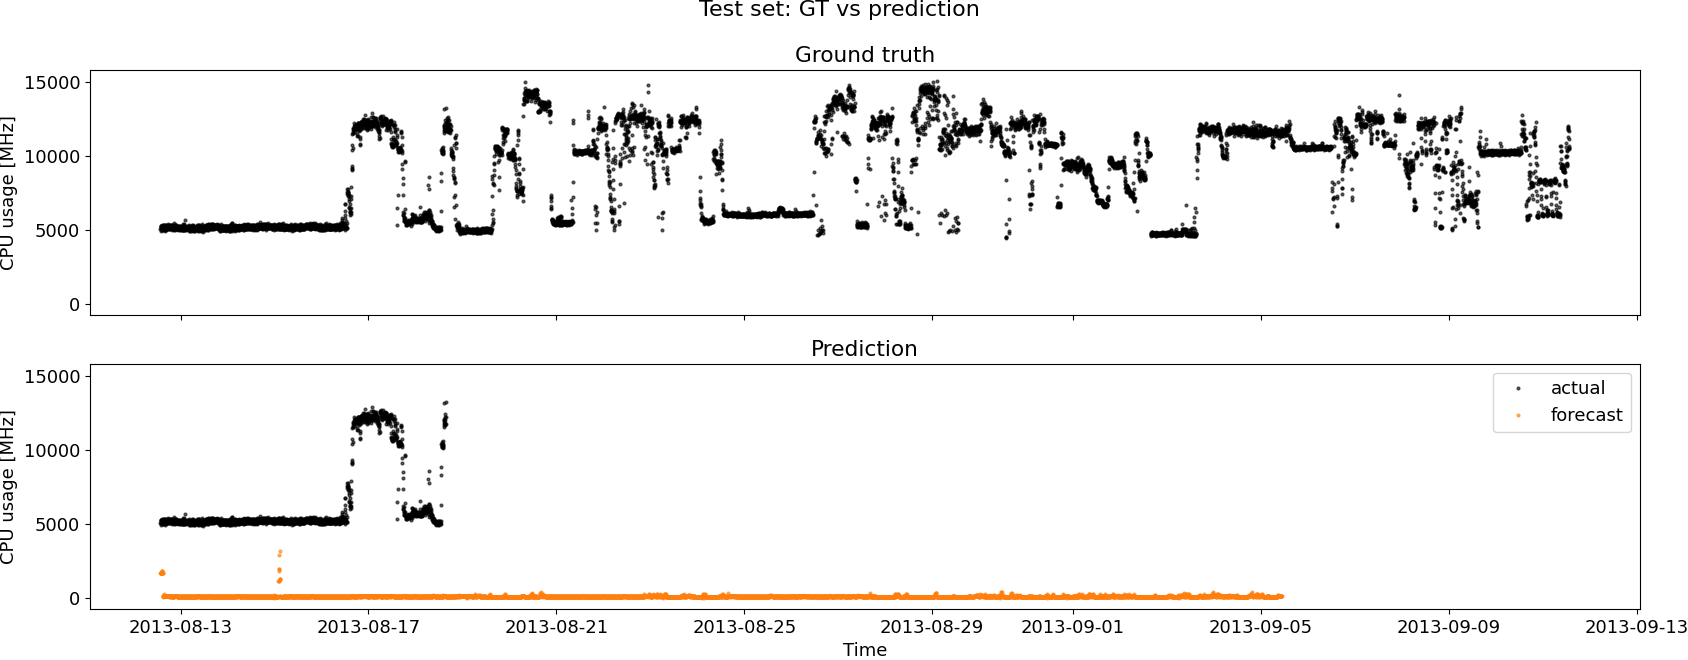 Test set: GT vs prediction
Ground truth
15000
10000
5000
0
CPU usage [MHz]
Prediction
15000
10000
5000
0
CPU usage [MHz]
actual
forecast
2013-08-13 2013-08-17 2013-08-21 2013-08-25 2013-08-29 2013-09-01 2013-09-05 2013-09-09 2013-09-13
Time